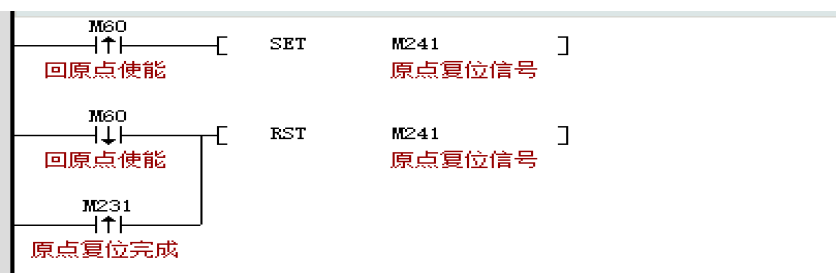 M60
SET M241
回原点使能 原点复位信号
M60
RST M241
回原点使能 原点复位信号
M231
原点复位完成